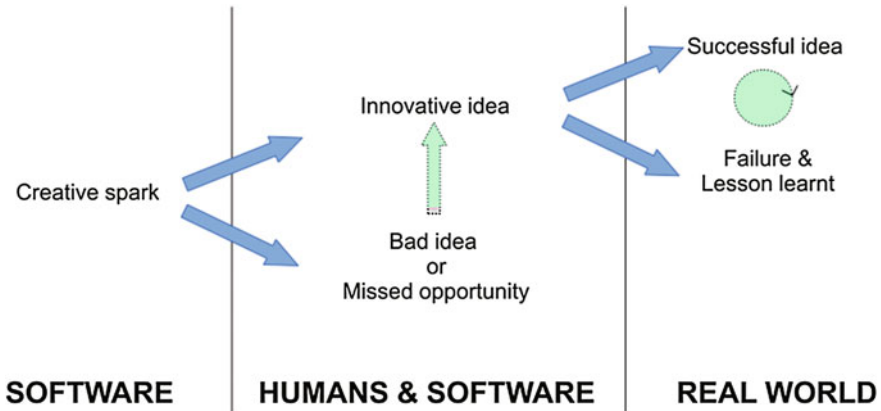 Creative spark
Innovative idea
Bad idea
or
Missed opportunity
Successful idea
Failure &
Lesson learnt
SOFTWARE
HUMANS & SOFTWARE
REAL WORLD